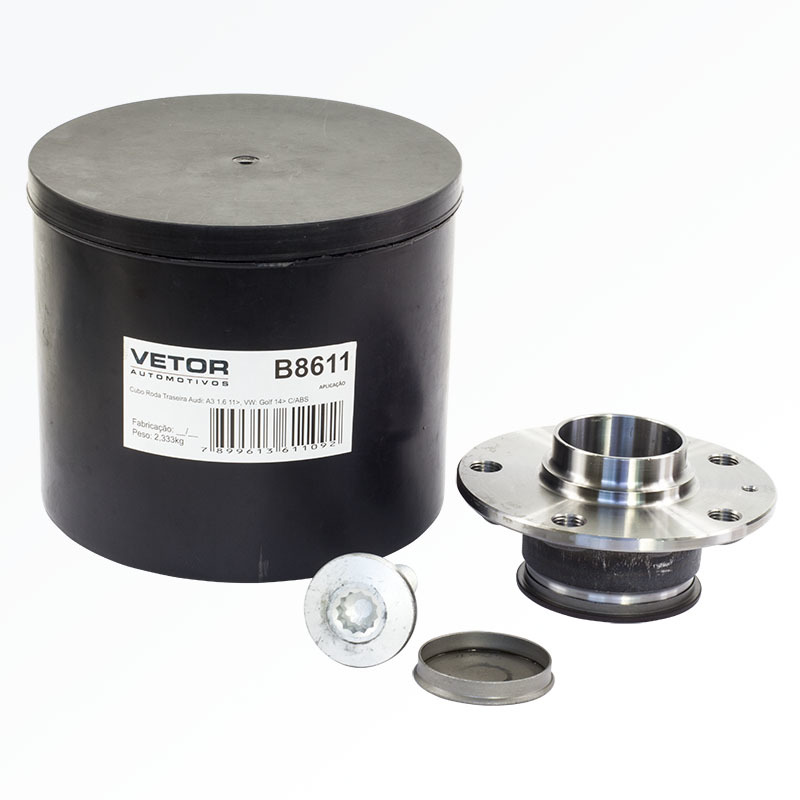 VETOR
AUTOMOTIVOS
B8611
APLICAÇÃO
Cubo Roda Traseira Audi: A3 1.6 11>, VW: Golf 14> C/ABS
Fabricação: __/__
Peso: 2,333kg
7 899613 611092